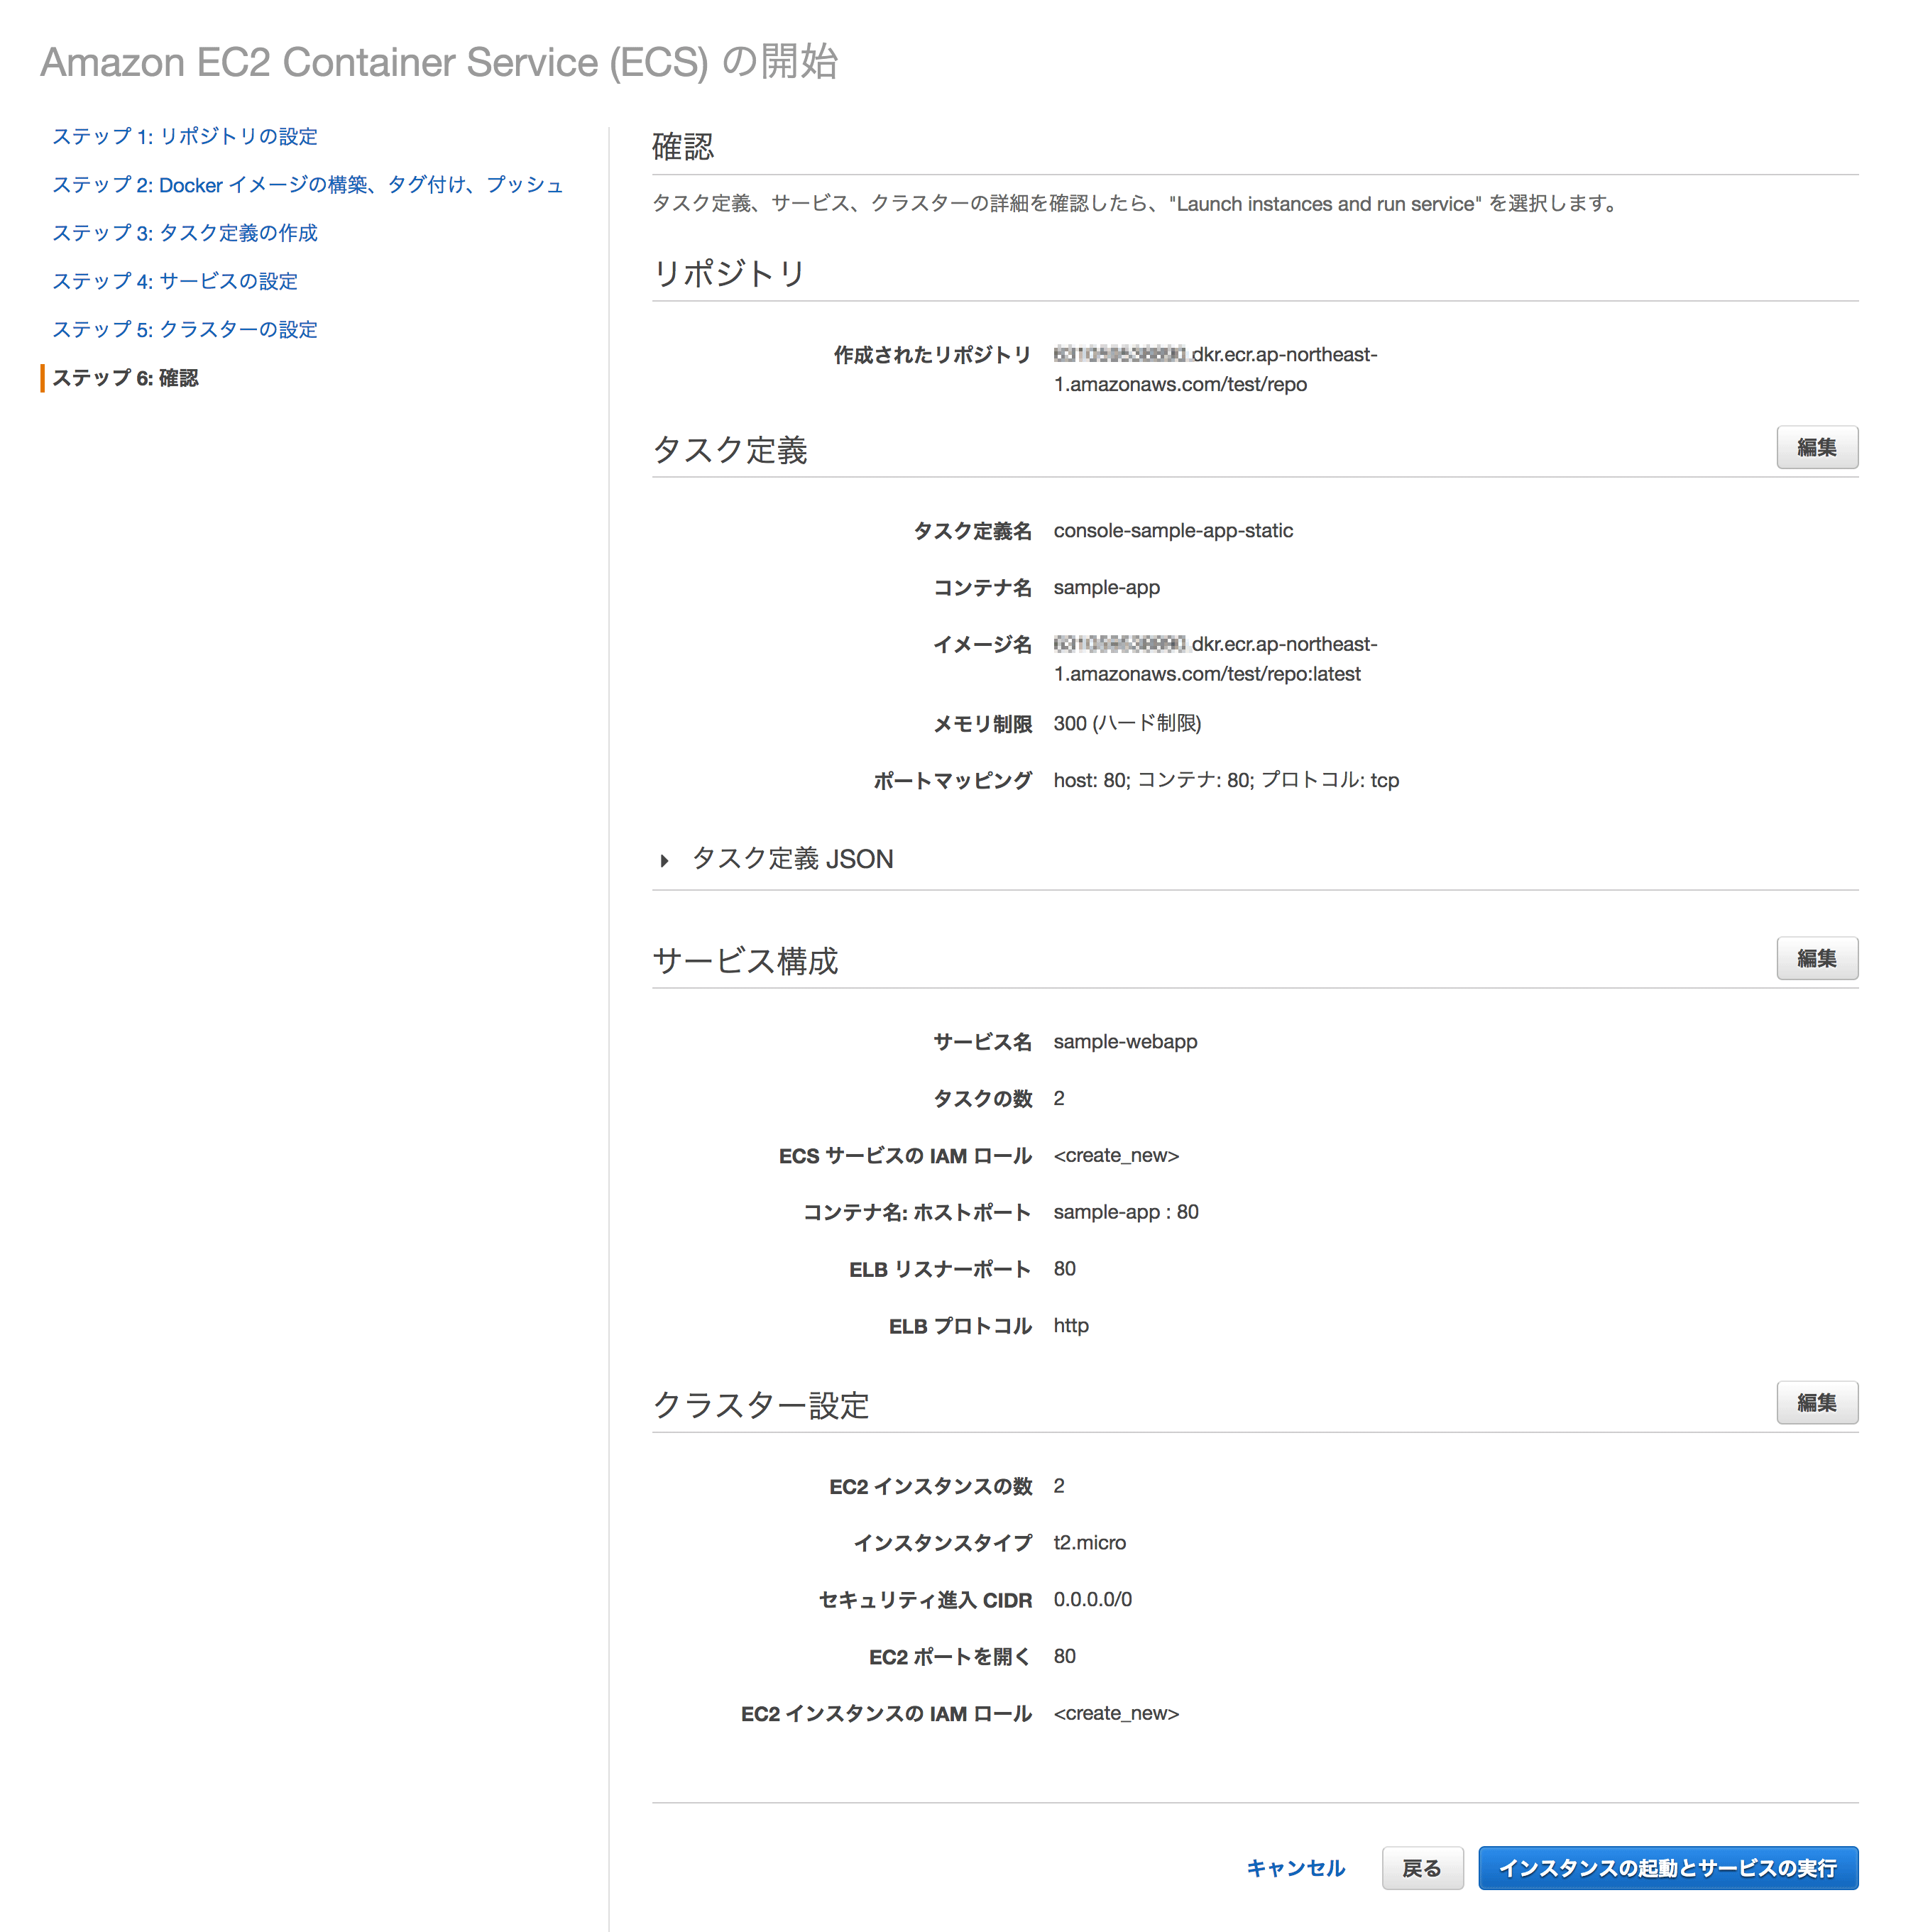 Amazon EC2 Container Service (ECS) の開始
ステップ 1: リポジトリの設定
ステップ 2: Docker イメージの構築、タグ付け、プッシュ
ステップ 3: タスク定義の作成
ステップ 4: サービスの設定
ステップ 5: クラスターの設定
ステップ 6: 確認
確認
タスク定義、サービス、クラスターの詳細を確認したら、"Launch instances and run service" を選択します。
リポジトリ
作成されたリポジトリ .dkr.ecr.ap-northeast-
1.amazonaws.com/test/repo
タスク定義 編集
タスク定義名 console-sample-app-static
コンテナ名 sample-app
イメージ名 .dkr.ecr.ap-northeast-
1.amazonaws.com/test/repo:latest
メモリ制限 300 (ハード制限)
ポートマッピング host: 80; コンテナ: 80; プロトコル: tcp
タスク定義 JSON
サービス構成 編集
サービス名 sample-webapp
タスクの数 2
ECS サービスの IAM ロール <create_new>
コンテナ名: ホストポート sample-app : 80
ELB リスナーポート 80
ELB プロトコル http
クラスター設定 編集
EC2 インスタンスの数 2
インスタンスタイプ t2.micro
セキュリティ進入 CIDR 0.0.0.0/0
EC2 ポートを開く 80
EC2 インスタンスの IAM ロール <create_new>
キャンセル 戻る インスタンスの起動とサービスの実行